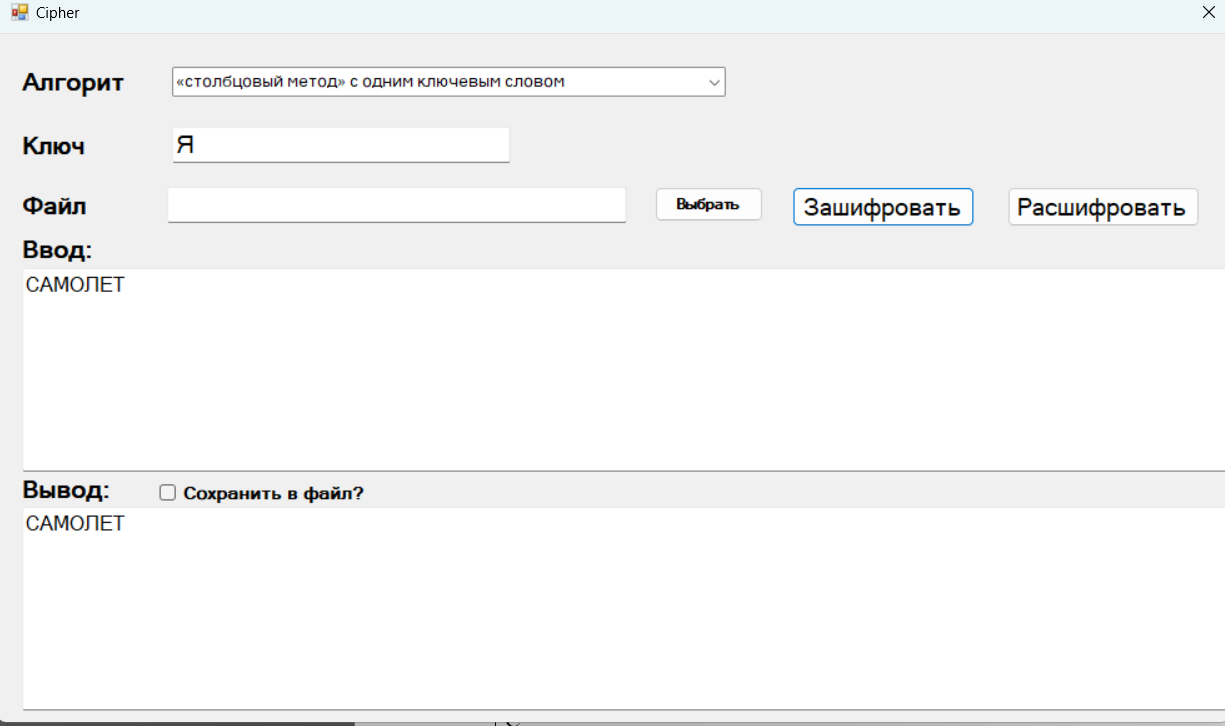 Cipher
Алгорит «столбцовый метод» с одним ключевым словом
Ключ Я
Файл Выбрать Зашифровать Расшифровать
Ввод:
САМОЛЕТ
Вывод: Сохранить в файл?
САМОЛЕТ